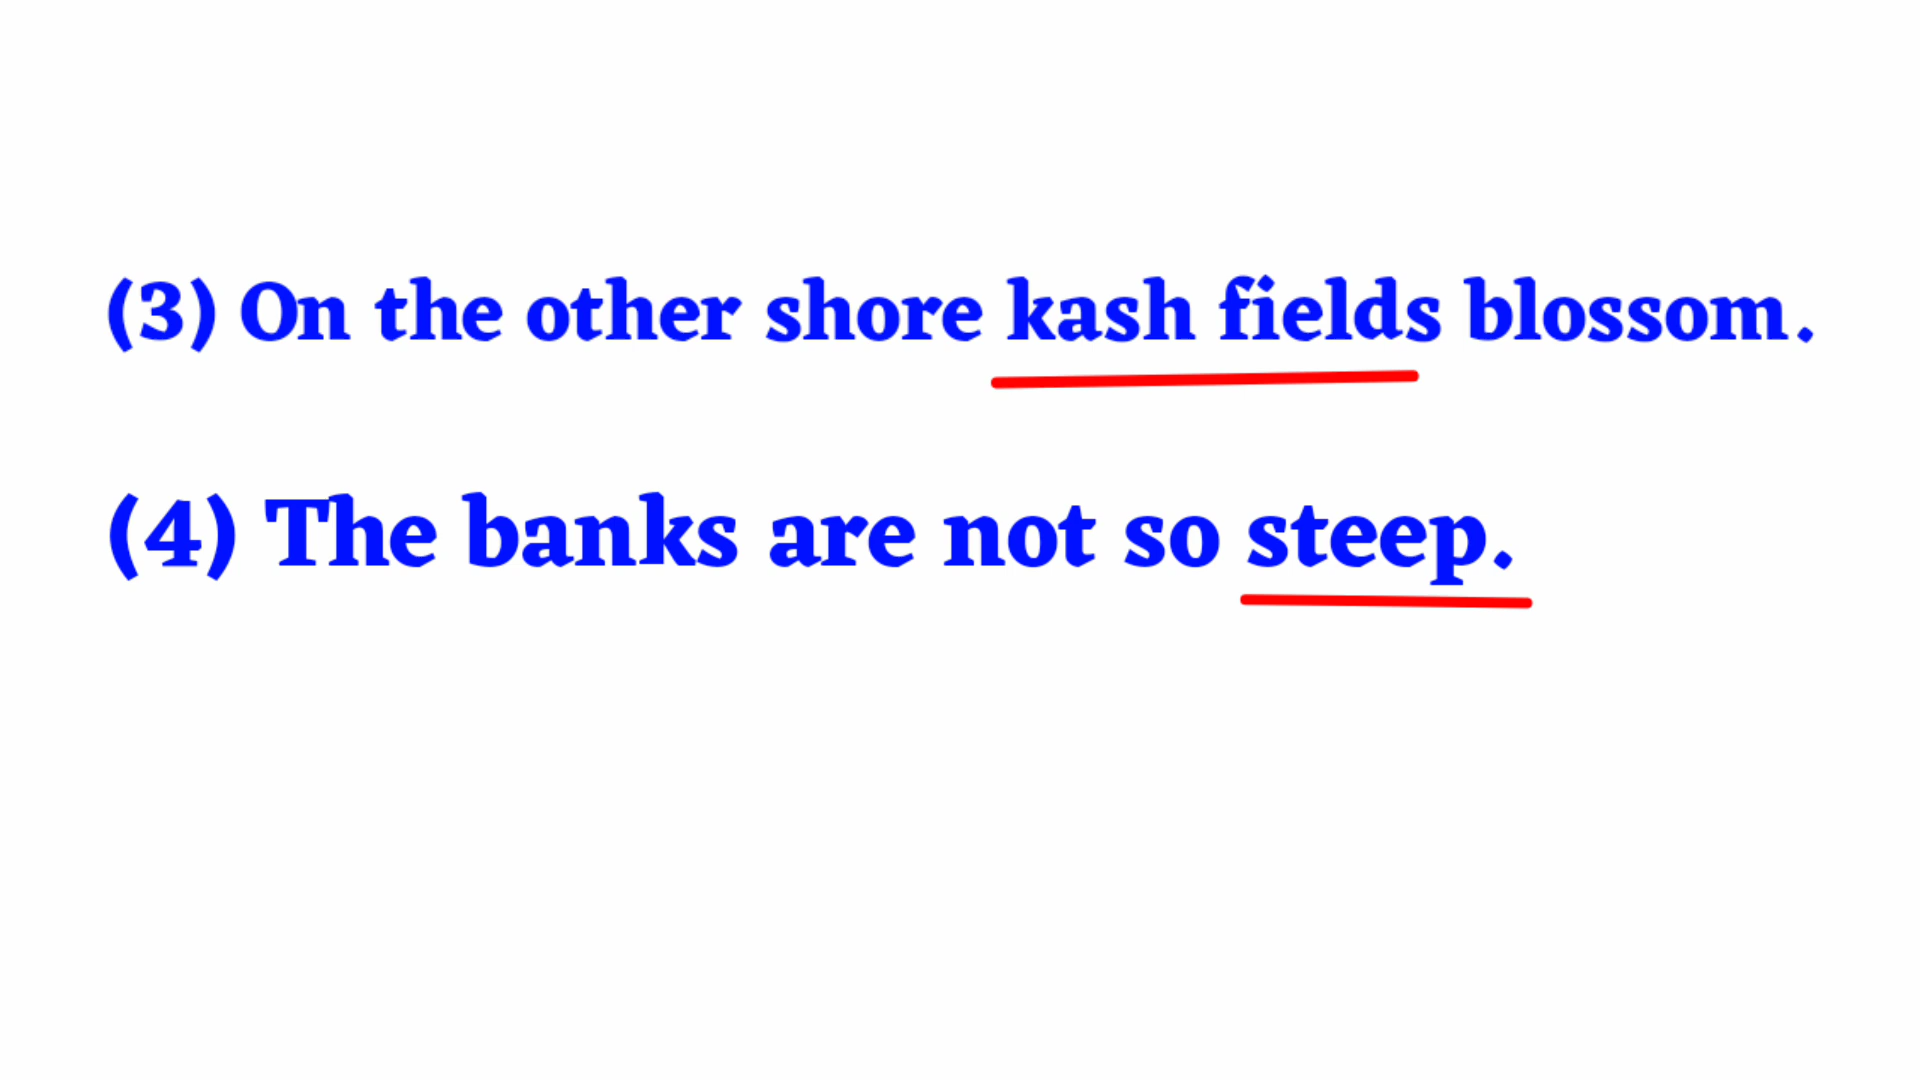 (3) On the other shore kash fields blossom.
(4) The banks are not so steep.